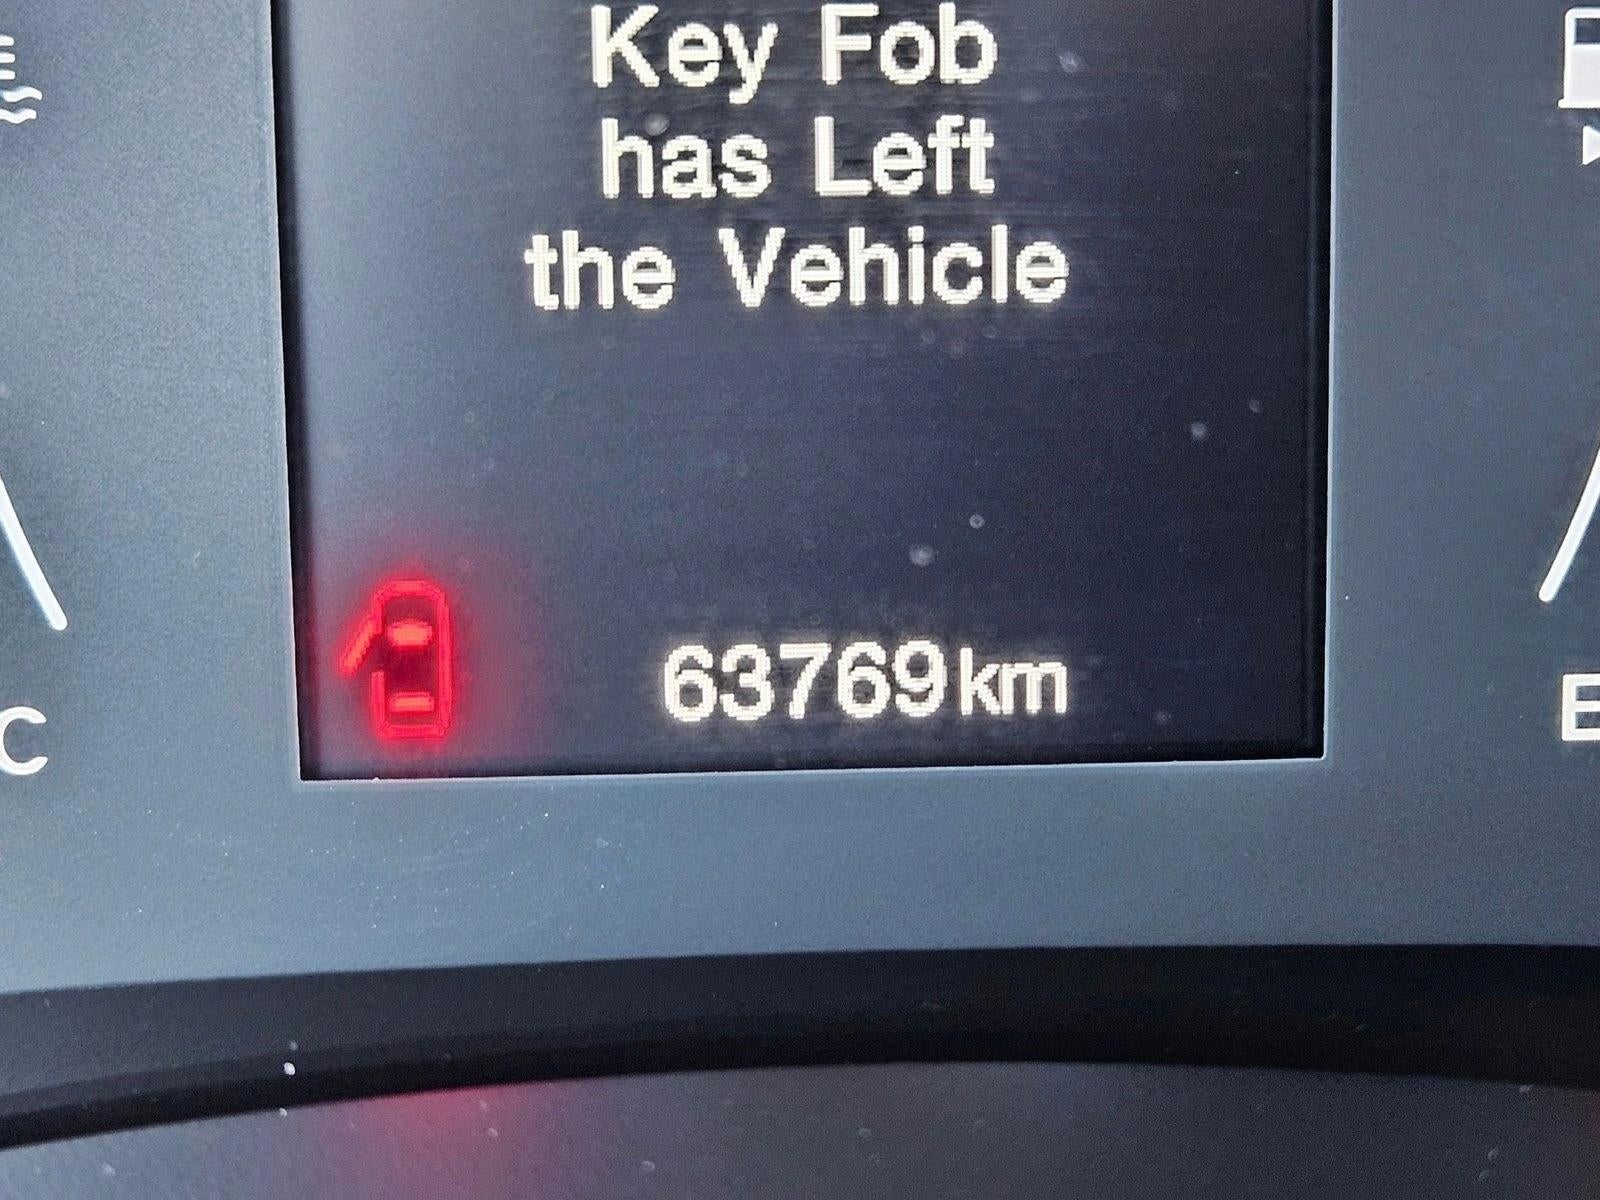 Key Fob
has Left
the Vehicle
63769km
C
E